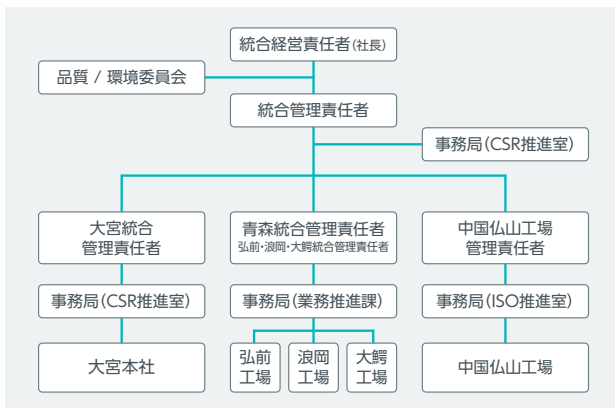 統合経営責任者(社長)
品質 / 環境委員会
統合管理責任者
事務局(CSR推進室)
大宮統合
管理責任者
青森統合管理責任者
弘前・浪岡・大鰐統合管理責任者
中国仏山工場
管理責任者
事務局(CSR推進室)
事務局(業務推進課)
事務局(ISO推進室)
大宮本社
弘前
工場
浪岡
工場
大鰐
工場
中国仏山工場